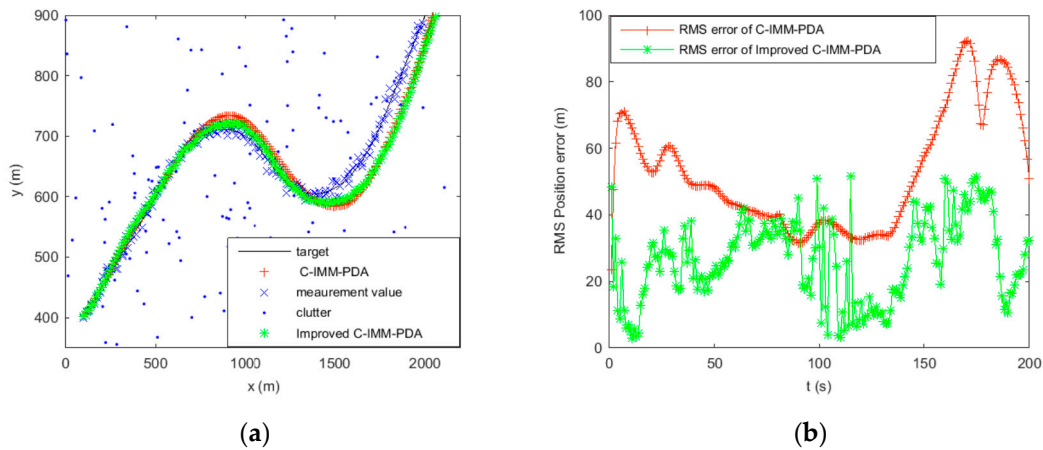 900
800
700
600
500
400
y (m)
0
500
1000
1500
2000
x (m)
target
C-IMM-PDA
meaurement value
clutter
Improved C-IMM-PDA
(a)
100
80
60
40
20
0
RMS Position error (m)
RMS error of C-IMM-PDA
RMS error of Improved C-IMM-PDA
0
50
100
150
200
t (s)
(b)